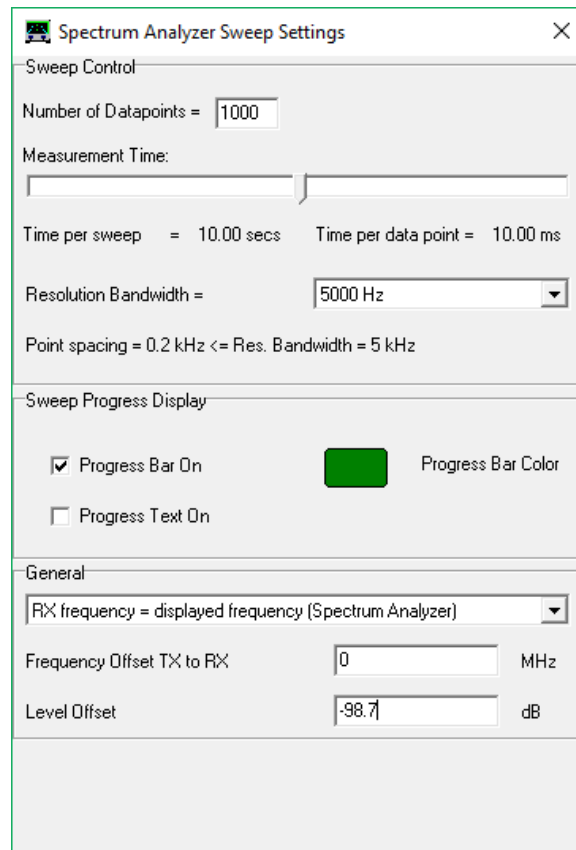 Spectrum Analyzer Sweep Settings
Sweep Control
Number of Datapoints = 1000
Measurement Time:
Time per sweep = 10.00 secs Time per data point = 10.00 ms
Resolution Bandwidth = 5000 Hz
Point spacing = 0.2 kHz <= Res. Bandwidth = 5 kHz
Sweep Progress Display
Progress Bar On Progress Bar Color
Progress Text On
General
RX frequency = displayed frequency (Spectrum Analyzer)
Frequency Offset TX to RX 0 MHz
Level Offset -98.7 dB